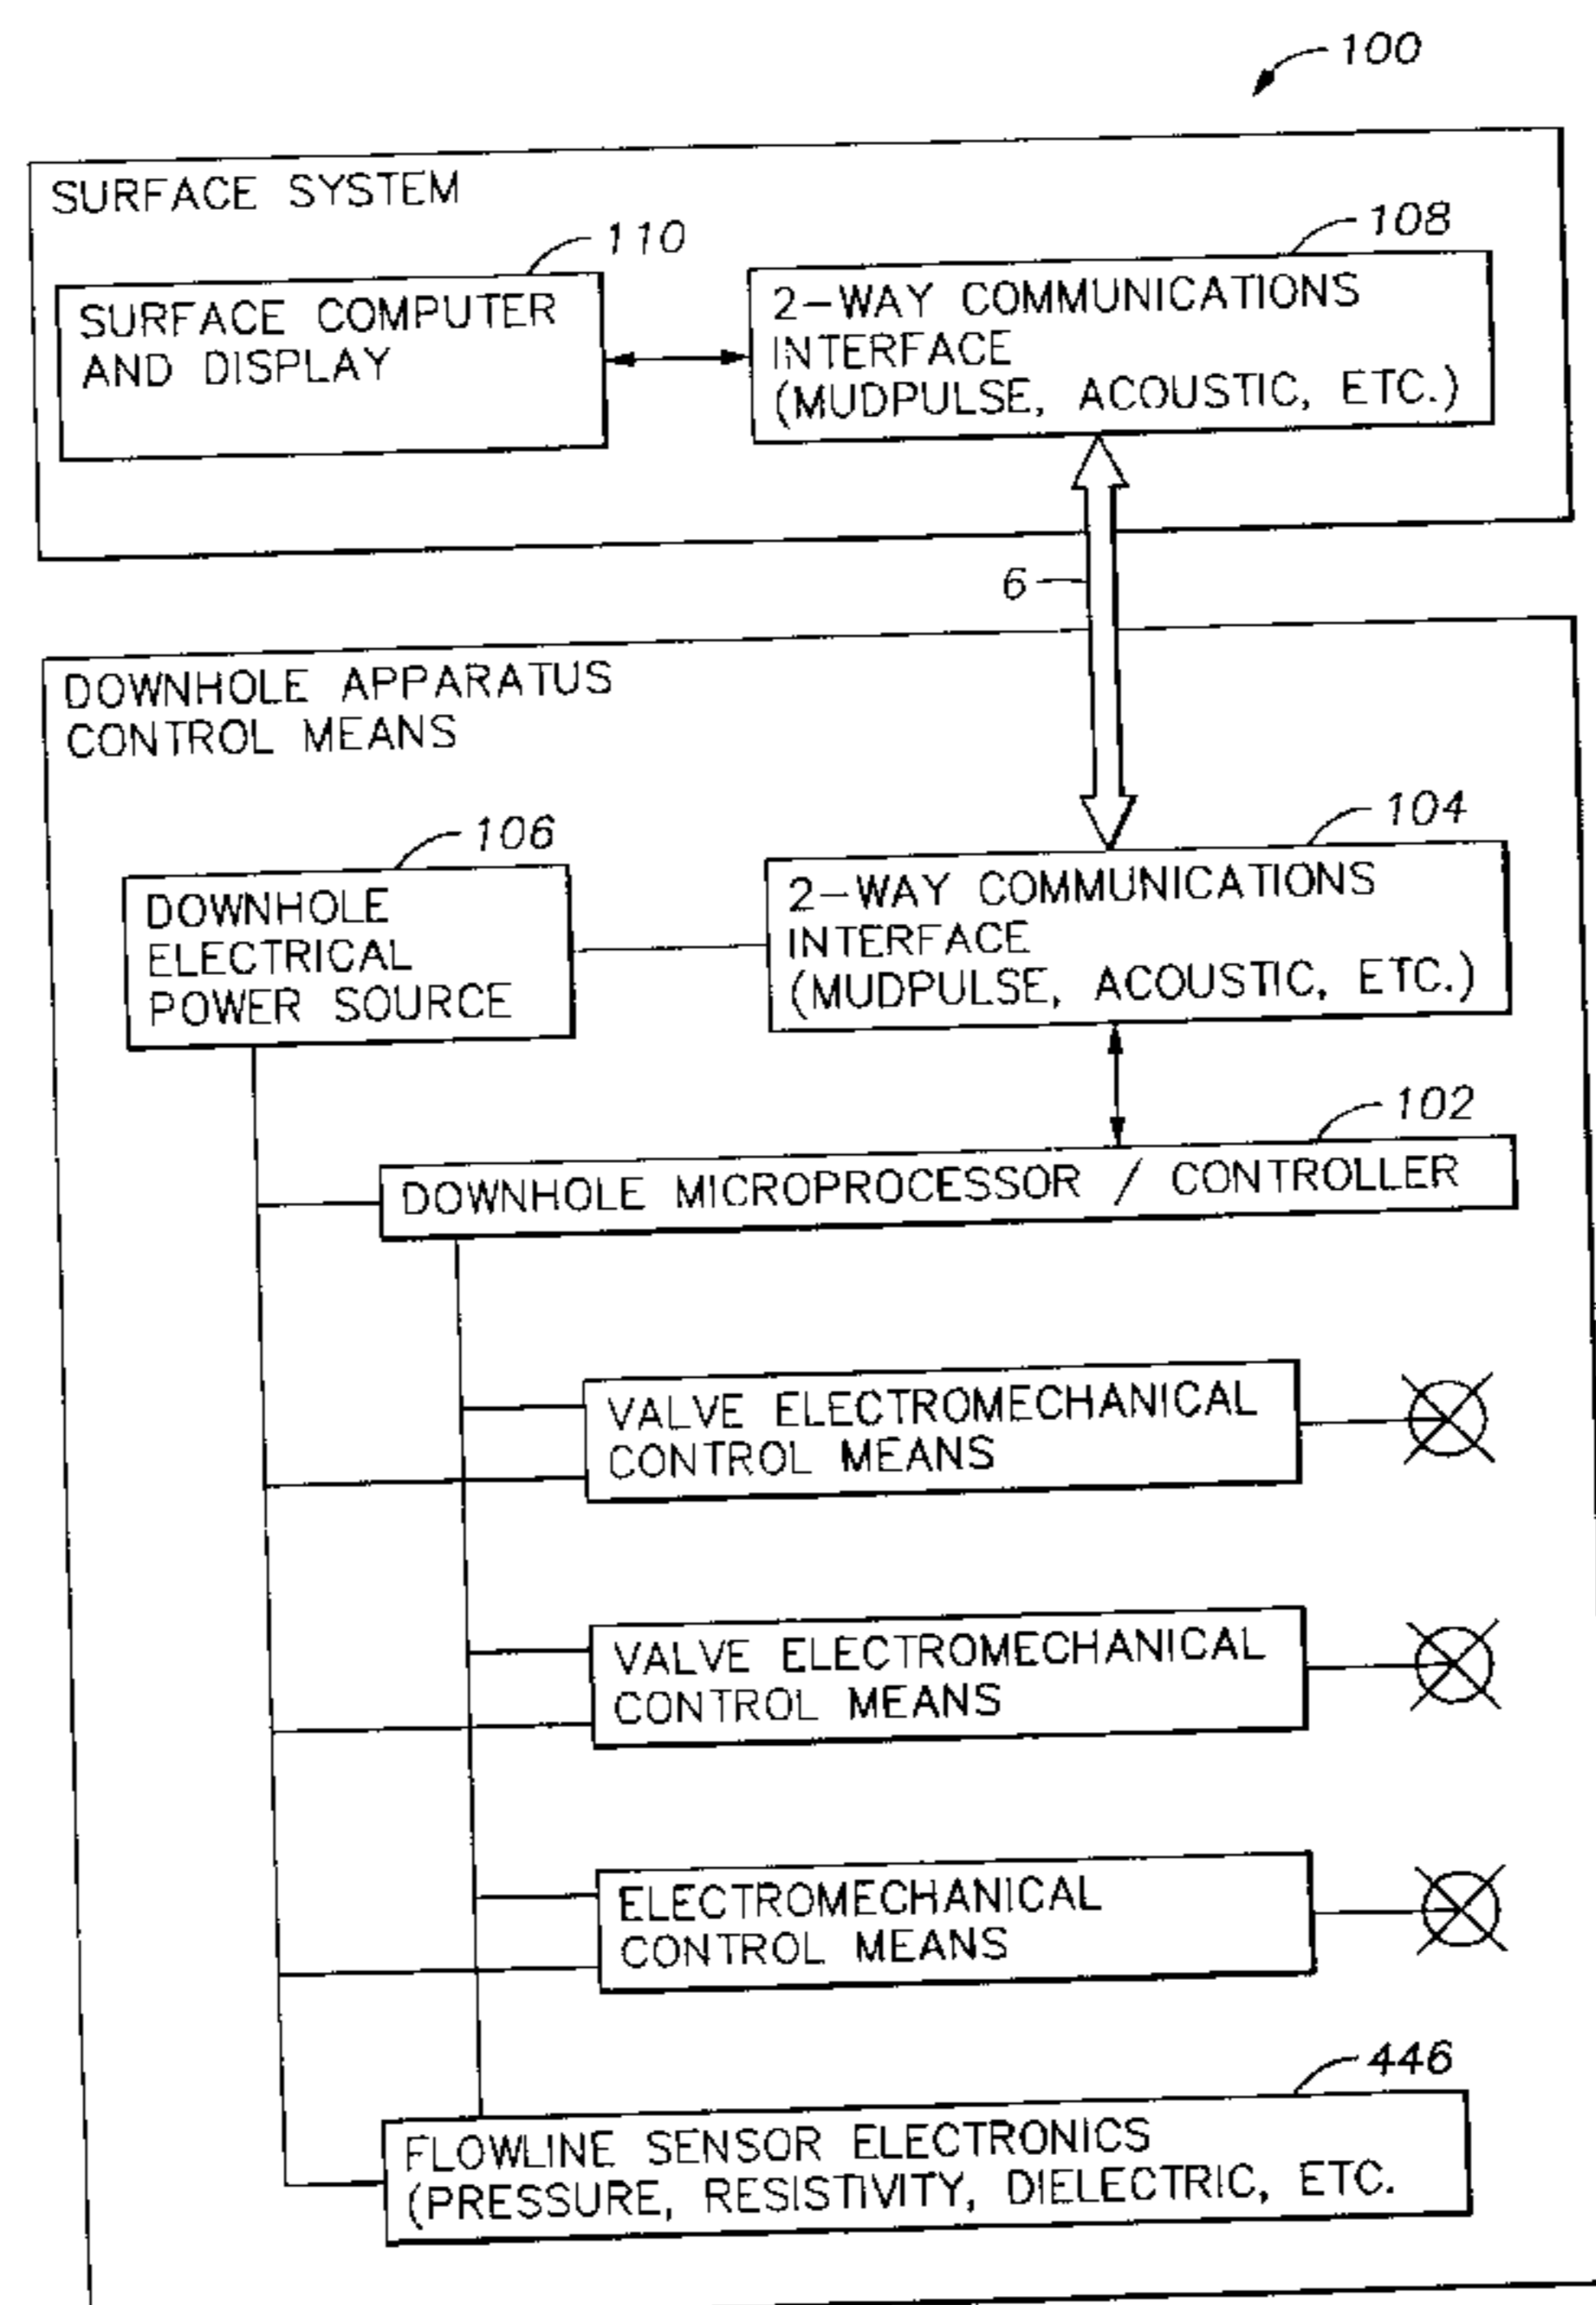 100
SURFACE SYSTEM
110
108
SURFACE COMPUTER
AND DISPLAY
2-WAY COMMUNICATIONS
INTERFACE
(MUDPULSE, ACOUSTIC, ETC.)
6
DOWNHOLE APPARATUS
CONTROL MEANS
106
104
DOWNHOLE
ELECTRICAL
POWER SOURCE
2-WAY COMMUNICATIONS
INTERFACE
(MUDPULSE, ACOUSTIC, ETC.)
102
DOWNHOLE MICROPROCESSOR / CONTROLLER
VALVE ELECTROMECHANICAL
CONTROL MEANS
VALVE ELECTROMECHANICAL
CONTROL MEANS
ELECTROMECHANICAL
CONTROL MEANS
446
FLOWLINE SENSOR ELECTRONICS
(PRESSURE, RESISTIVITY, DIELECTRIC, ETC.